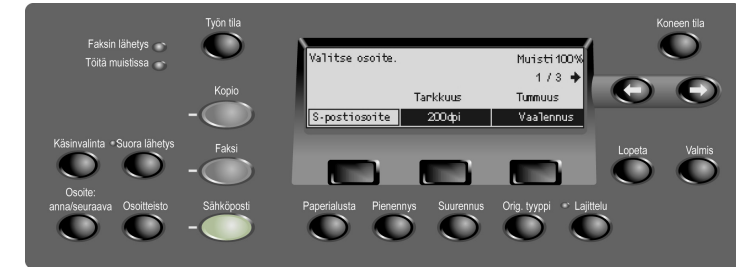 Työn tila
Koneen tila
Faksin lähetys
Töitä muistissa
Valitse osoite. Muisti 100%
1 / 3
Tarkkuus Tummuus
S-postiosoite 200dpi Vaalennus
Kopio
Käsinvalinta Suora lähetys
Faksi
Lopeta Valmis
Osoite:
anna/seuraava Osoitteisto
Sähköposti
Paperialusta Pienennys Suurennus Orig. tyyppi Lajittelu